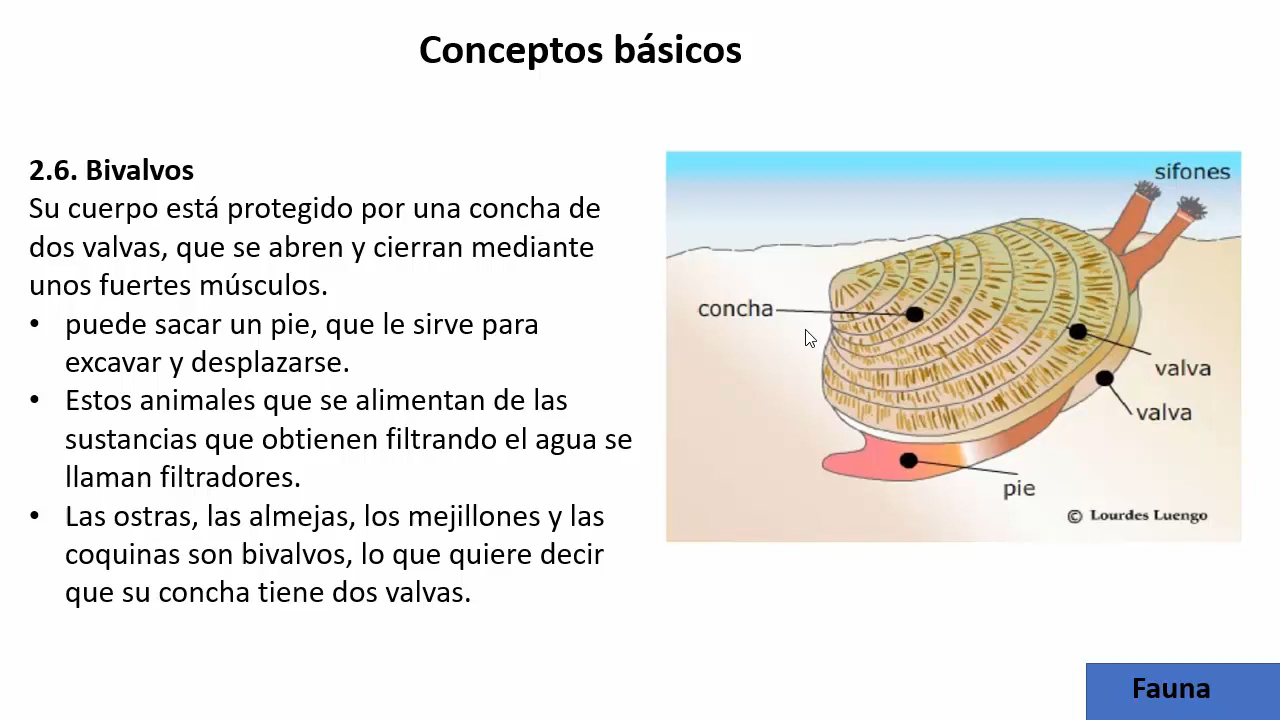 Conceptos básicos
2.6. Bivalvos
Su cuerpo está protegido por una concha de
dos valvas, que se abren y cierran mediante
unos fuertes músculos.
• puede sacar un pie, que le sirve para
excavar y desplazarse.
• Estos animales que se alimentan de las
sustancias que obtienen filtrando el agua se
llaman filtradores.
• Las ostras, las almejas, los mejillones y las
coquinas son bivalvos, lo que quiere decir
que su concha tiene dos valvas.
sifones
concha
valva
valva
pie
© Lourdes Luengo
Fauna